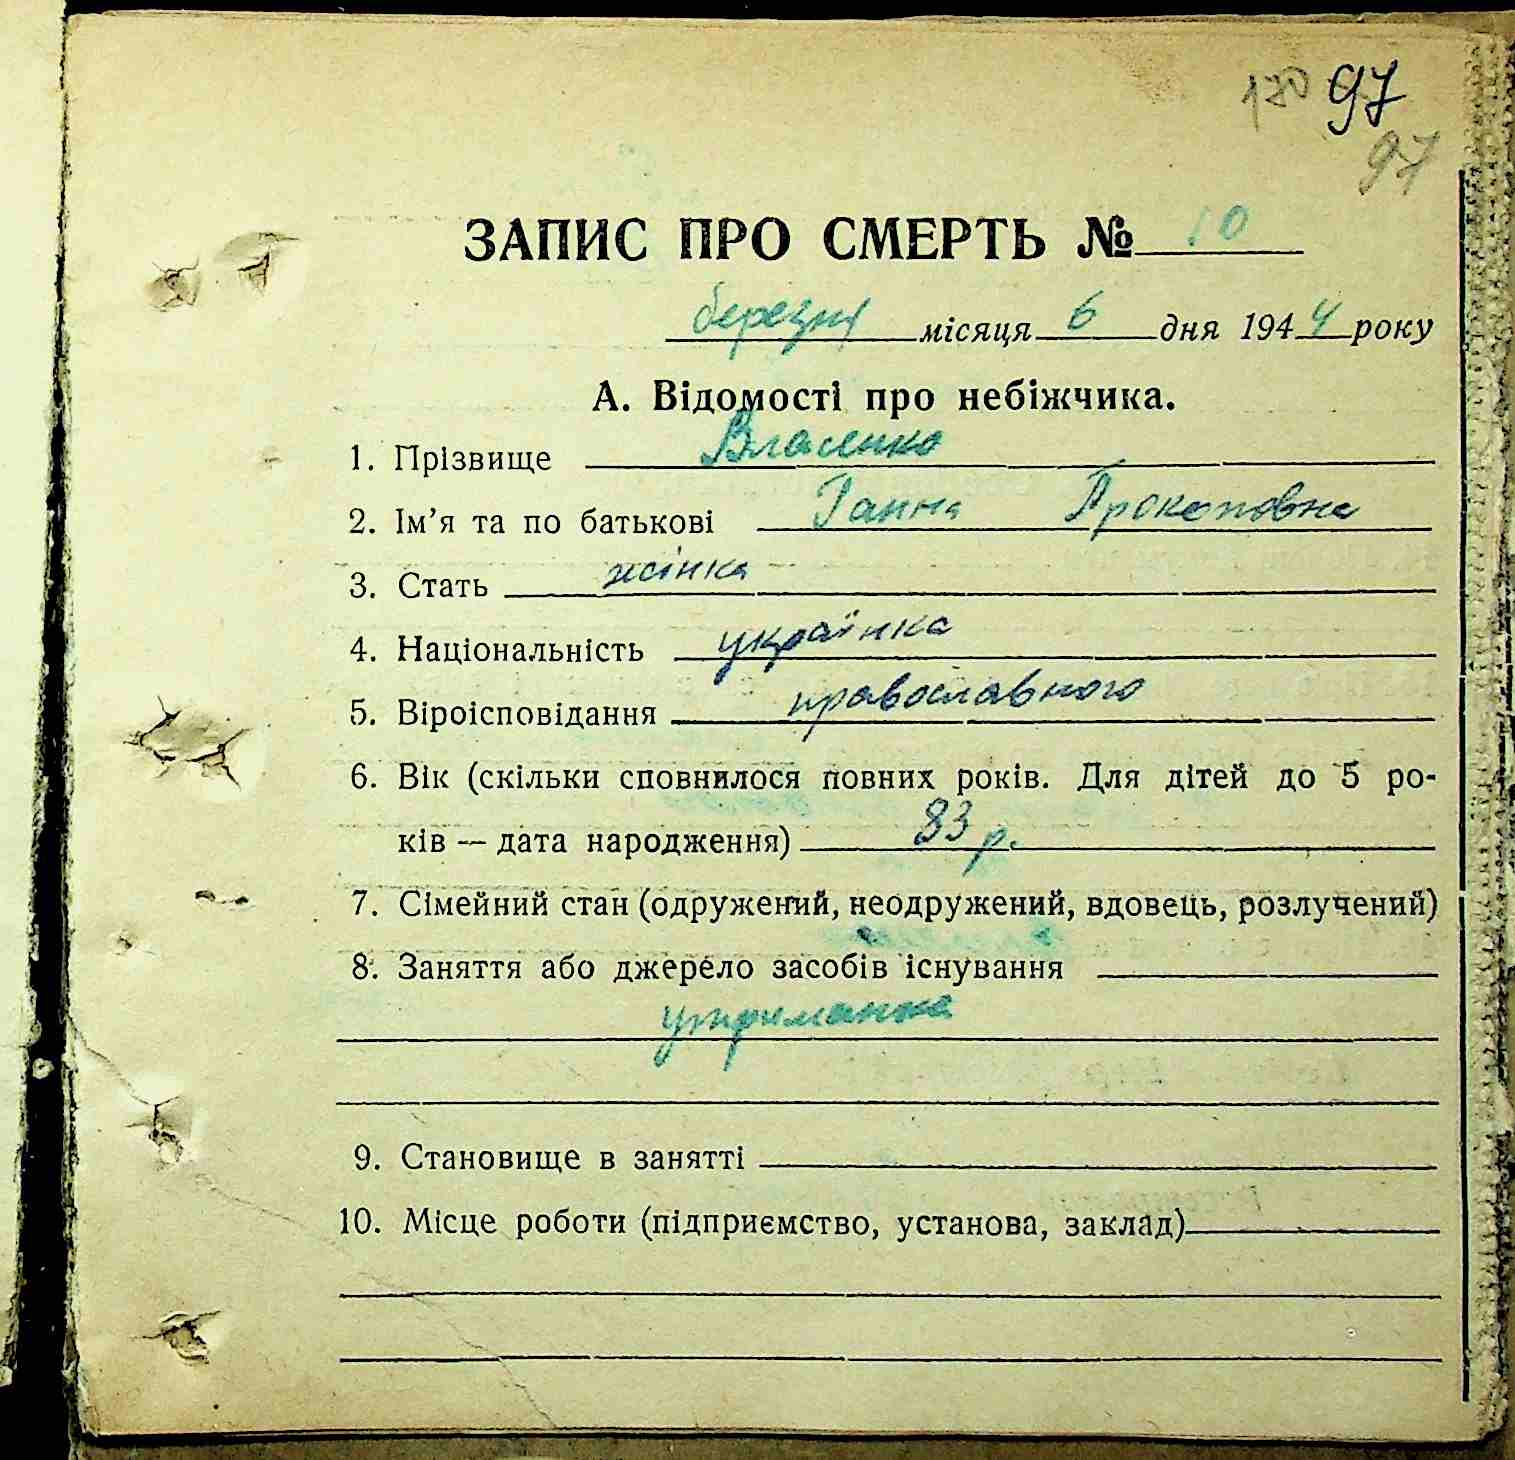 170 97
97
ЗАПИС ПРО СМЕРТЬ № 10
березня місяця 6 дня 1944 року
А. Відомості про небіжчика.
1. Прізвище Власенко
2. Ім’я та по батькові Ганна Прокоповна
3. Стать жінка
4. Національність українка
5. Віроісповідання православного
6. Вік (скільки сповнилося повних років. Для дітей до 5 ро-
ків — дата народження) 83 р.
7. Сімейний стан (одружений, неодружений, вдовець, розлучений)
8. Заняття або джерело засобів існування
утриманка
9. Становище в занятті
10. Місце роботи (підприємство, установа, заклад)